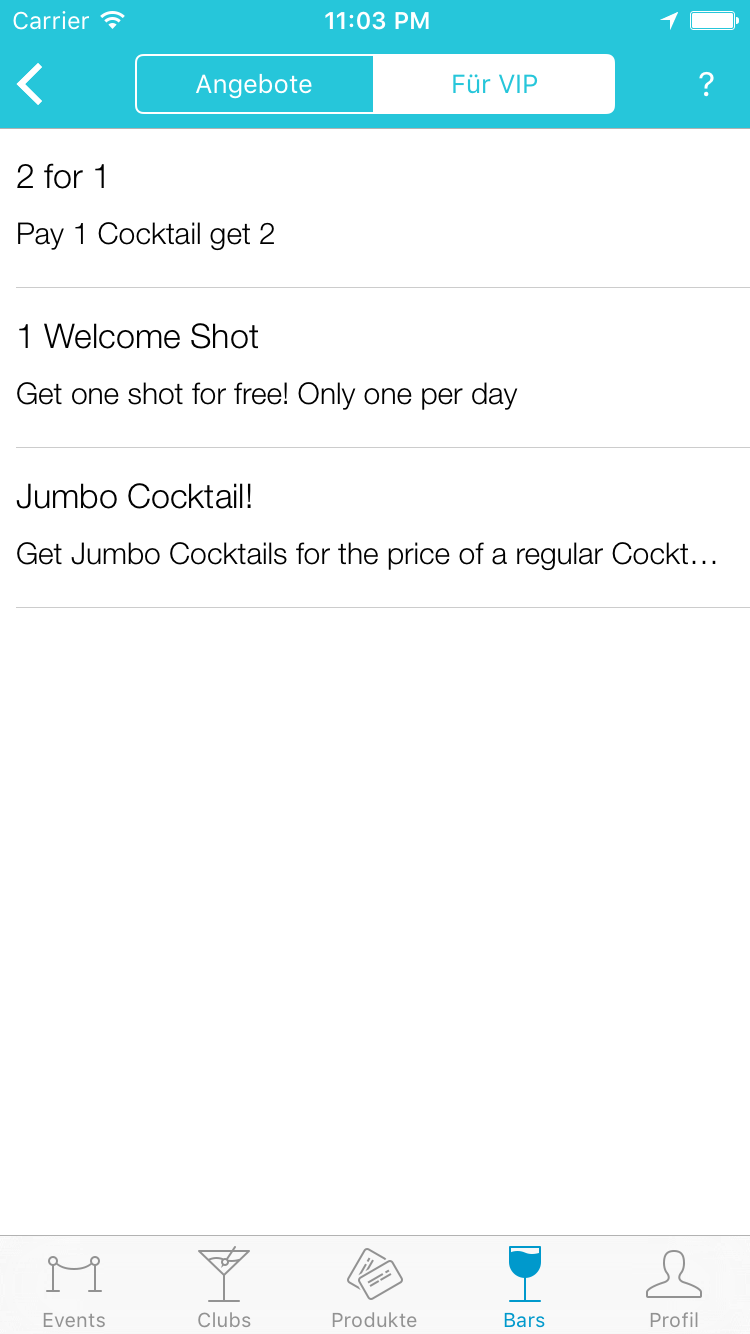 Carrier 11:03 PM
Angebote Für VIP ?
2 for 1
Pay 1 Cocktail get 2
1 Welcome Shot
Get one shot for free! Only one per day
Jumbo Cocktail!
Get Jumbo Cocktails for the price of a regular Cockt...
Events Clubs Produkte Bars Profil